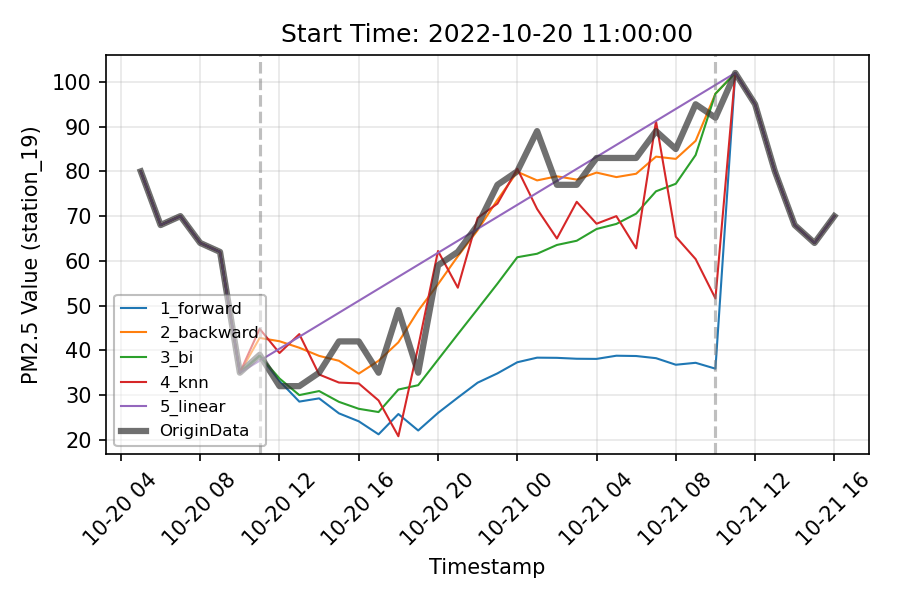 Start Time: 2022-10-20 11:00:00
PM2.5 Value (station_19)
100
90
80
70
60
50
40
30
20
1_forward
2_backward
3_bi
4_knn
5_linear
OriginData
10-20 04
10-20 08
10-20 12
10-20 16
10-20 20
10-21 00
10-21 04
10-21 08
10-21 12
10-21 16
Timestamp